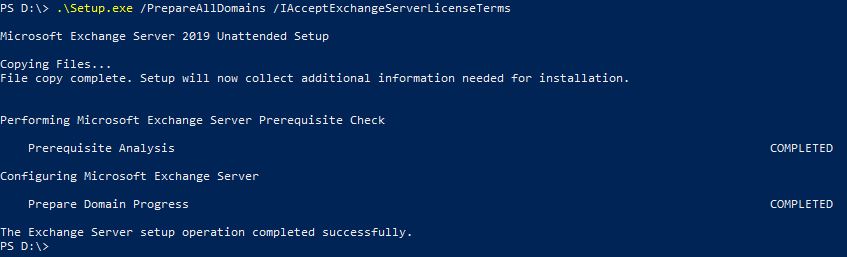 PS D:\> .\Setup.exe /PrepareAllDomains /IAcceptExchangeServerLicenseTerms
Microsoft Exchange Server 2019 Unattended Setup
Copying Files...
File copy complete. Setup will now collect additional information needed for installation.
Performing Microsoft Exchange Server Prerequisite Check
Prerequisite Analysis COMPLETED
Configuring Microsoft Exchange Server
Prepare Domain Progress COMPLETED
The Exchange Server setup operation completed successfully.
PS D:\>